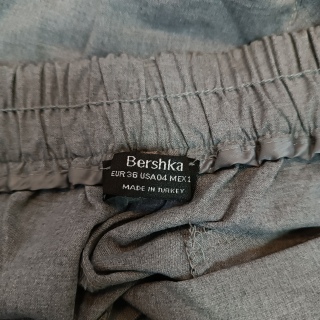 Bershka
EUR 36 USA 04 MEX 1
MADE IN TURKEY